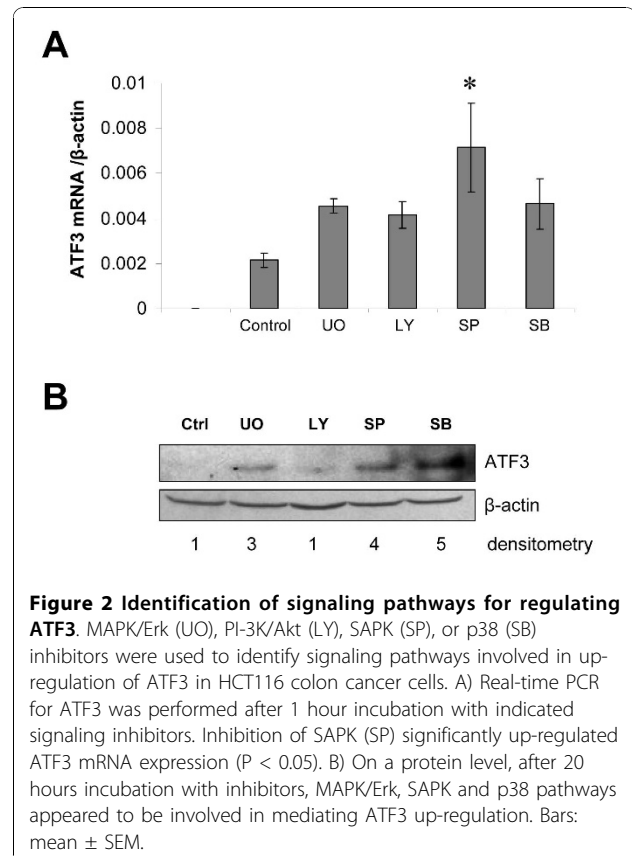 A
0.01
0.008
0.006
0.004
0.002
0
ATF3 mRNA /β-actin
*
Control UO LY SP SB
B
Ctrl UO LY SP SB
ATF3
β-actin
1 3 1 4 5 densitometry
Figure 2 Identification of signaling pathways for regulating
ATF3. MAPK/Erk (UO), PI-3K/Akt (LY), SAPK (SP), or p38 (SB)
inhibitors were used to identify signaling pathways involved in up-
regulation of ATF3 in HCT116 colon cancer cells. A) Real-time PCR
for ATF3 was performed after 1 hour incubation with indicated
signaling inhibitors. Inhibition of SAPK (SP) significantly up-regulated
ATF3 mRNA expression (P < 0.05). B) On a protein level, after 20
hours incubation with inhibitors, MAPK/Erk, SAPK and p38 pathways
appeared to be involved in mediating ATF3 up-regulation. Bars:
mean ± SEM.